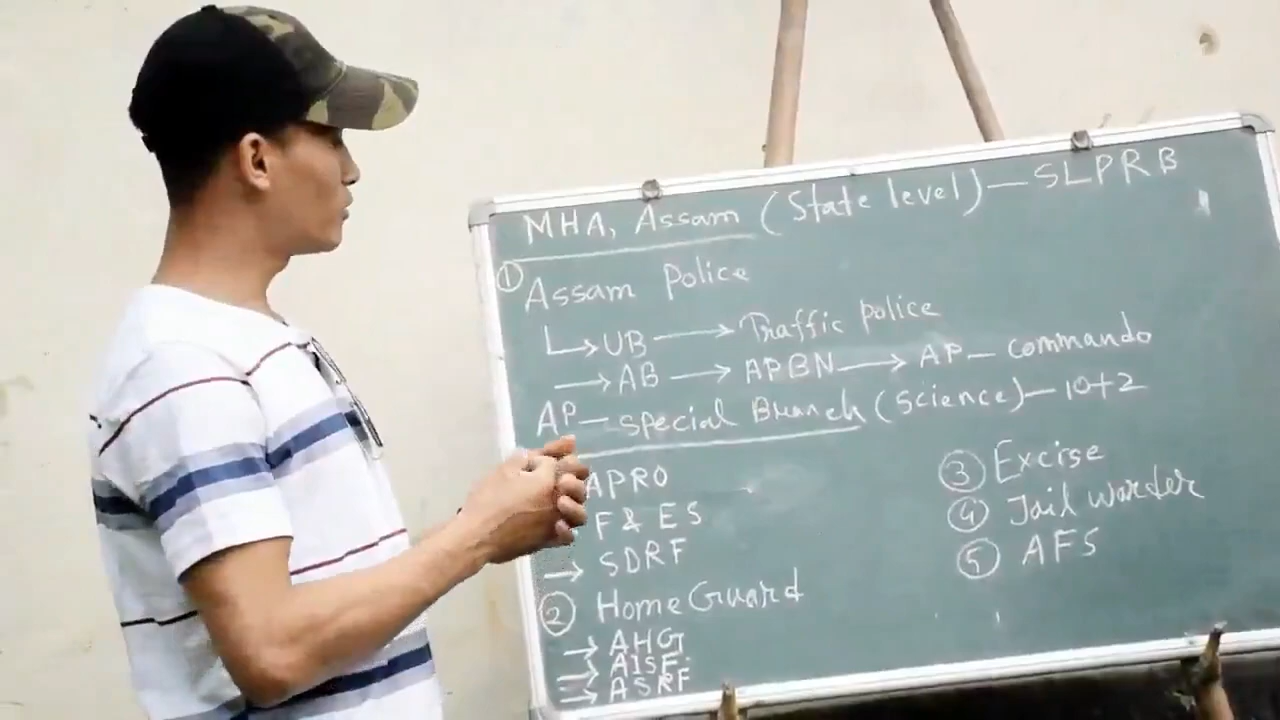 MHA, Assam (State level) — SLPRB
① Assam Police
↳ UB → Traffic police
→ AB → APBN → AP – commando
AP – Special Branch (Science) – 10+2
APRO
F & ES
→ SDRF
② Home Guard
→ AHG
→ AISF
→ ASRF
③ Excise
④ Jail warder
⑤ AFS